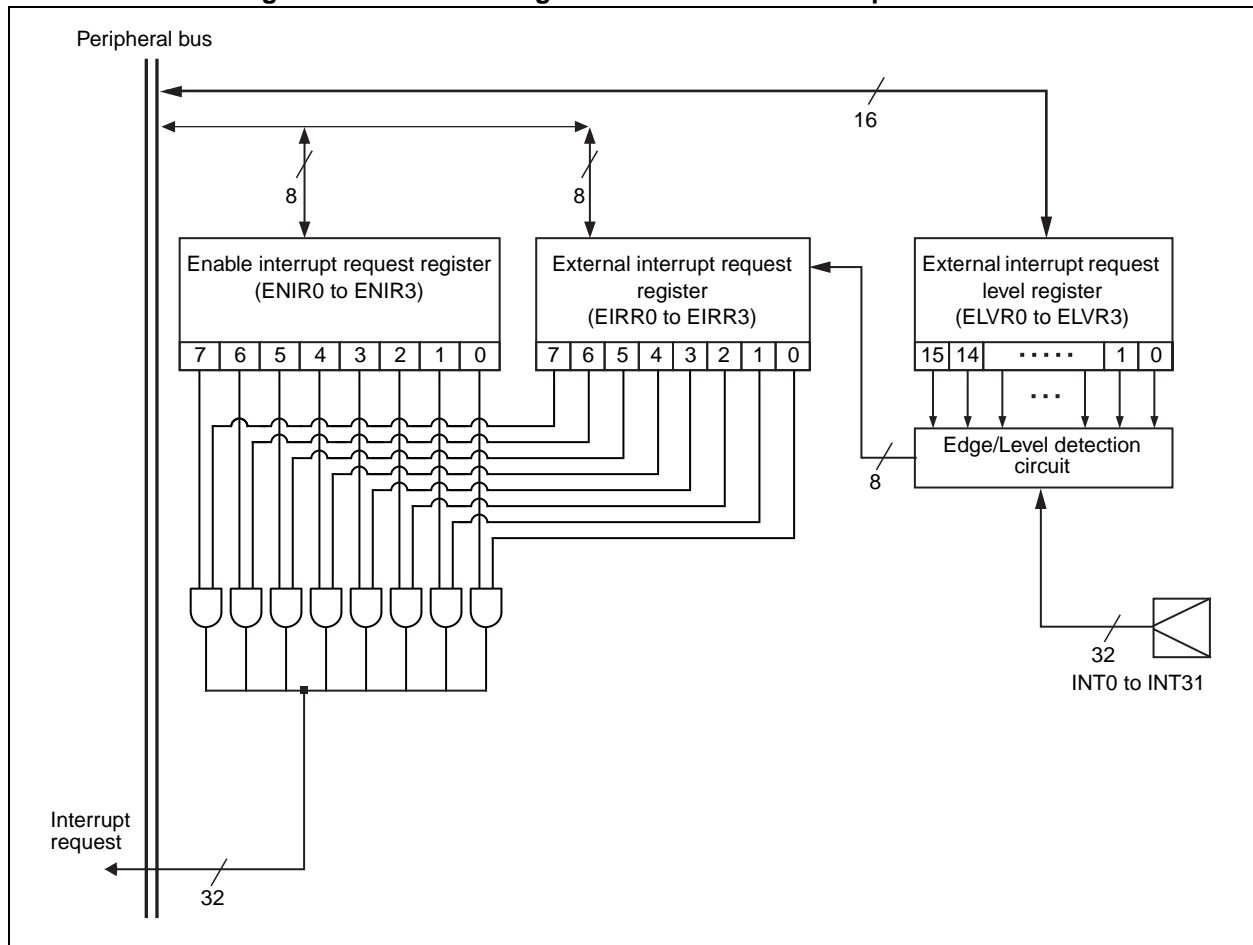 Peripheral bus
16
8
8
Enable interrupt request register
(ENIR0 to ENIR3)
7 6 5 4 3 2 1 0
External interrupt request
register
(EIRR0 to EIRR3)
7 6 5 4 3 2 1 0
External interrupt request
level register
(ELVR0 to ELVR3)
15 14 ····· 1 0
...
Edge/Level detection
circuit
8
32
INT0 to INT31
Interrupt
request
32